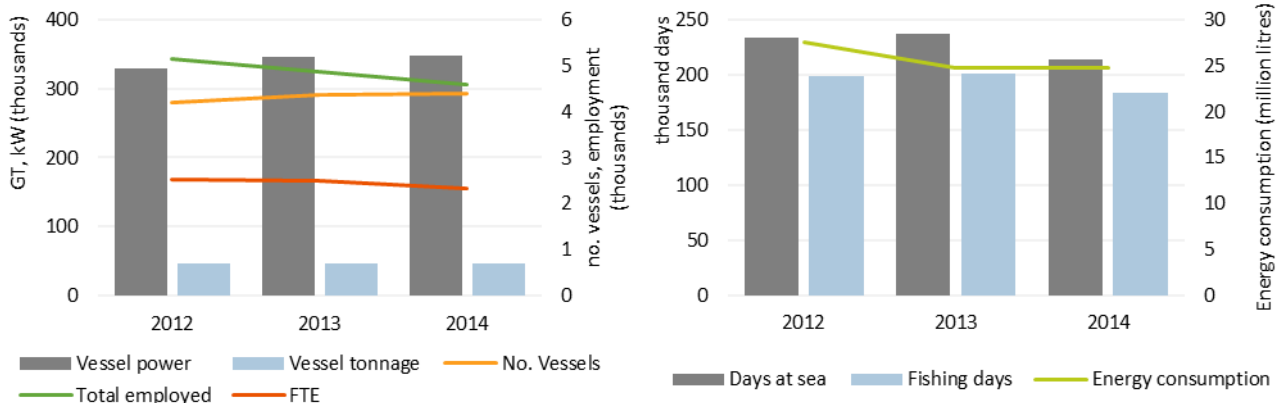 GT, kW (thousands)
400
300
200
100
0
6
5
4
3
2
1
0
no. vessels, employment
(thousands)
2012 2013 2014
Vessel power Vessel tonnage No. Vessels
Total employed FTE
thousand days
250
200
150
100
50
0
30
25
20
15
10
5
0
Energy consumption (million litres)
2012 2013 2014
Days at sea Fishing days Energy consumption